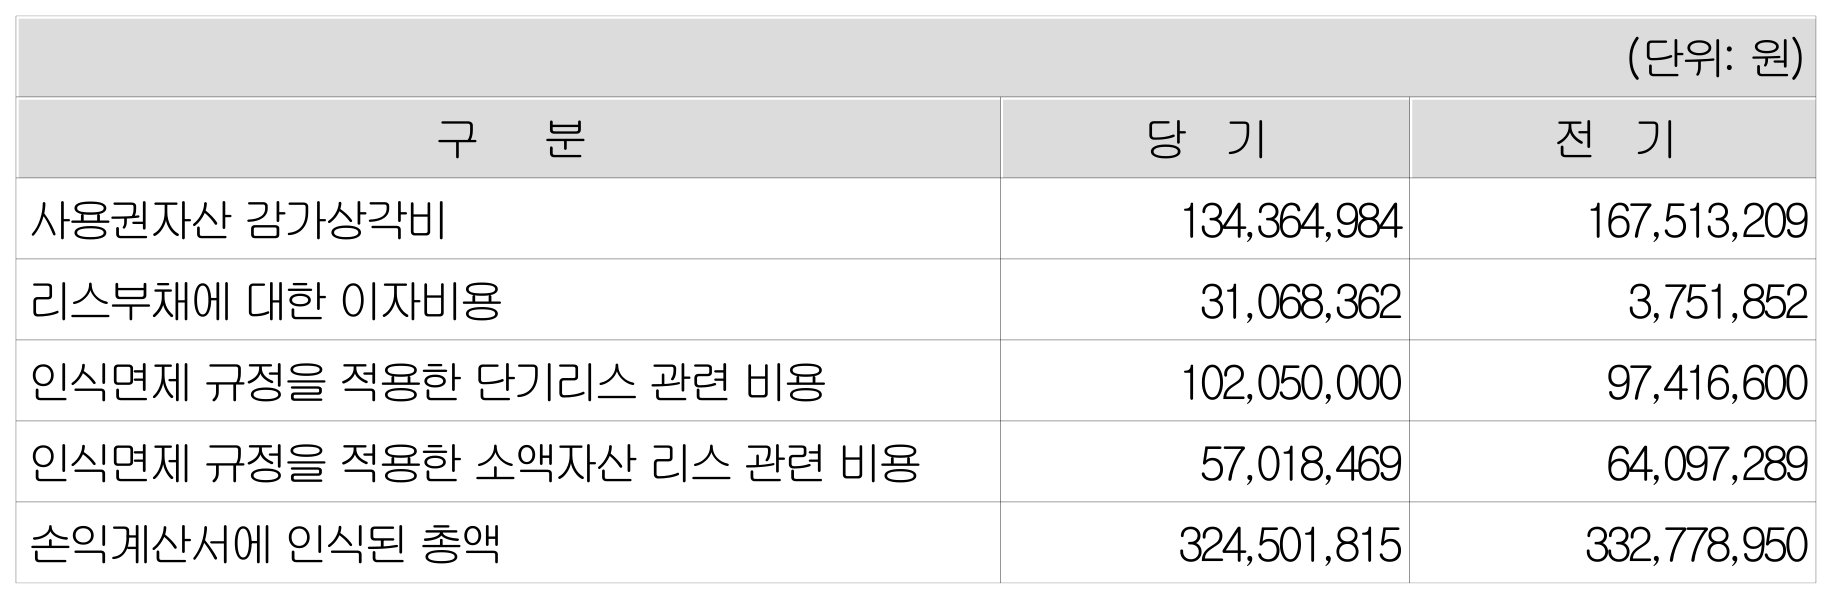 (단위: 원)
구 분 당 기 전 기
사용권자산 감가상각비 134,364,984 167,513,209
리스부채에 대한 이자비용 31,068,362 3,751,852
인식면제 규정을 적용한 단기리스 관련 비용 102,050,000 97,416,600
인식면제 규정을 적용한 소액자산 리스 관련 비용 57,018,469 64,097,289
손익계산서에 인식된 총액 324,501,815 332,778,950